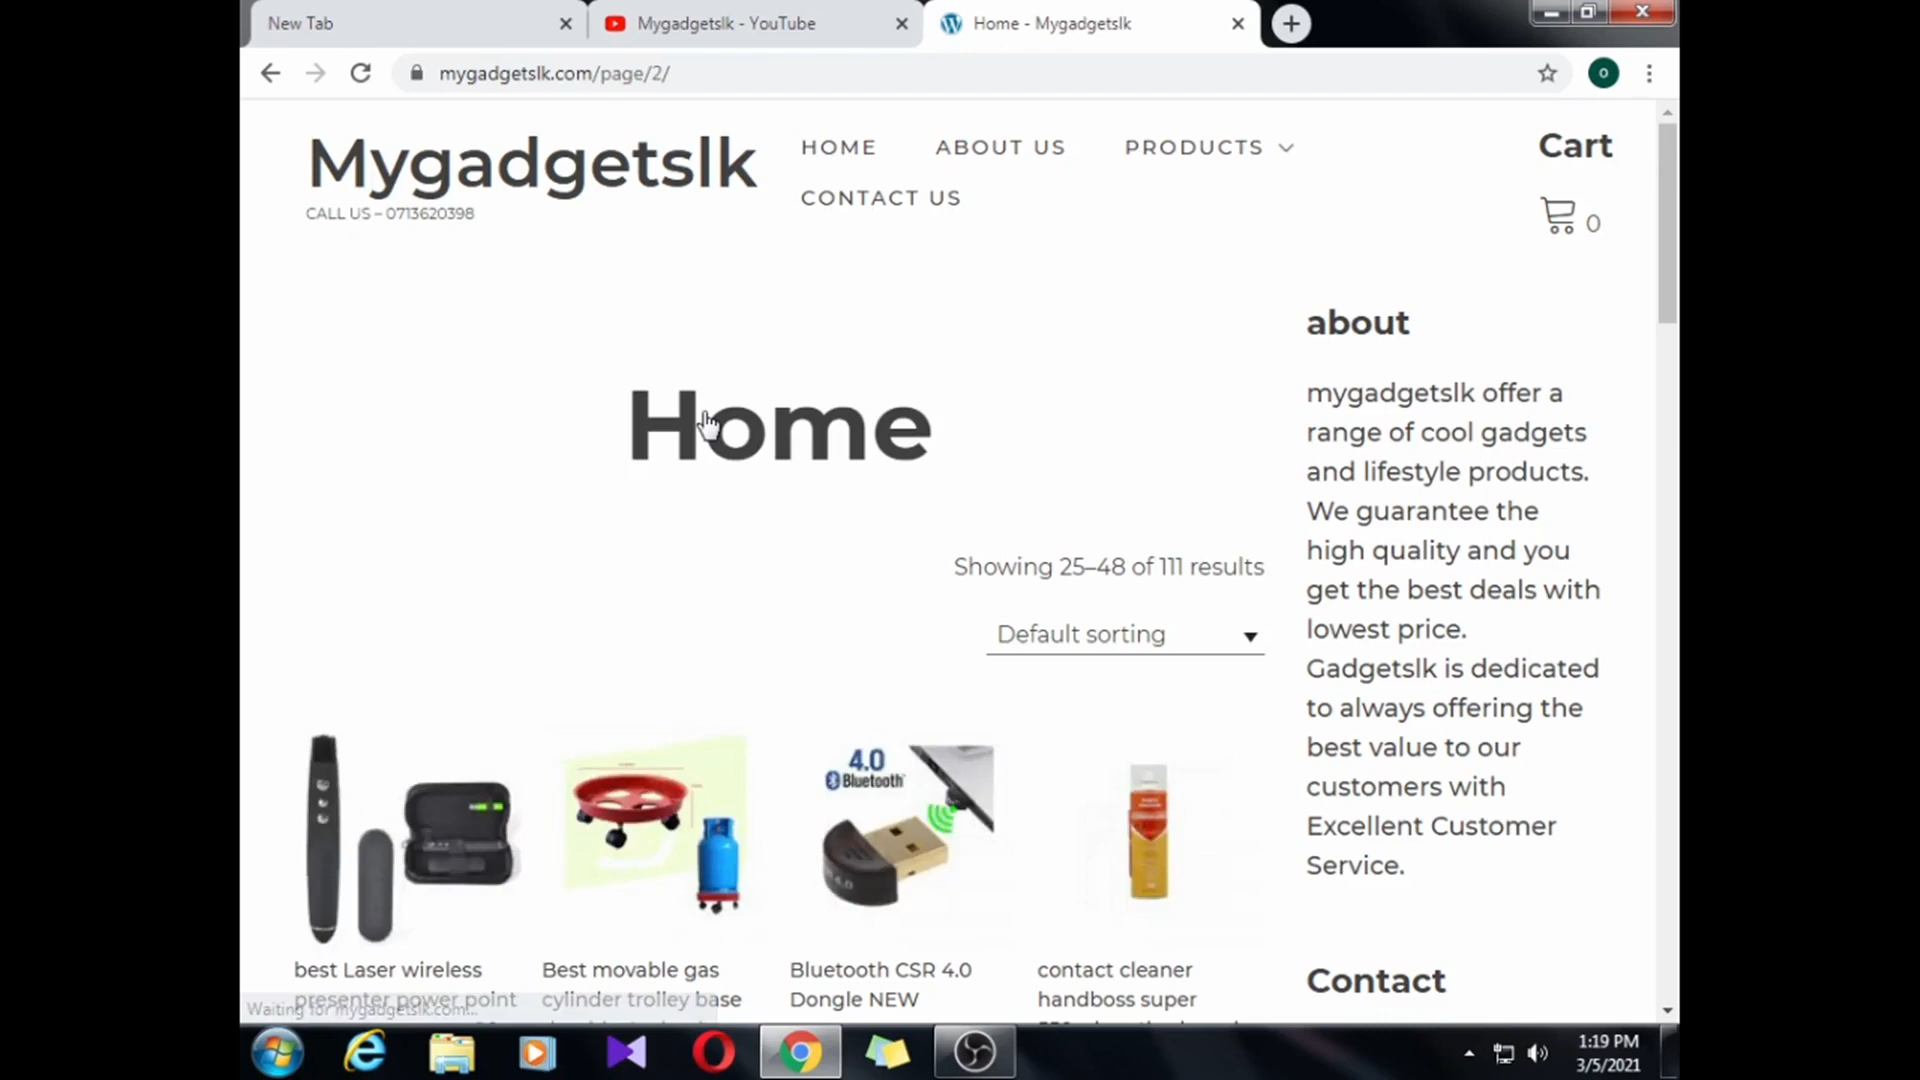 New Tab
Mygadgetslk - YouTube
Home - Mygadgetslk
mygadgetslk.com/page/2/
o
Mygadgetslk
CALL US – 0713620398
HOME
ABOUT US
PRODUCTS
CONTACT US
Cart
0
Home
Showing 25–48 of 111 results
Default sorting
about
mygadgetslk offer a
range of cool gadgets
and lifestyle products.
We guarantee the
high quality and you
get the best deals with
lowest price.
Gadgetslk is dedicated
to always offering the
best value to our
customers with
Excellent Customer
Service.
Contact
4.0
Bluetooth
best Laser wireless
presenter power point
Best movable gas
cylinder trolley base
Bluetooth CSR 4.0
Dongle NEW
contact cleaner
handboss super
Waiting for mygadgetslk.com...
1:19 PM
3/5/2021